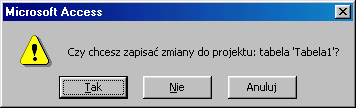 Microsoft Access
Czy chcesz zapisać zmiany do projektu: tabela 'Tabela1'?
Tak Nie Anuluj